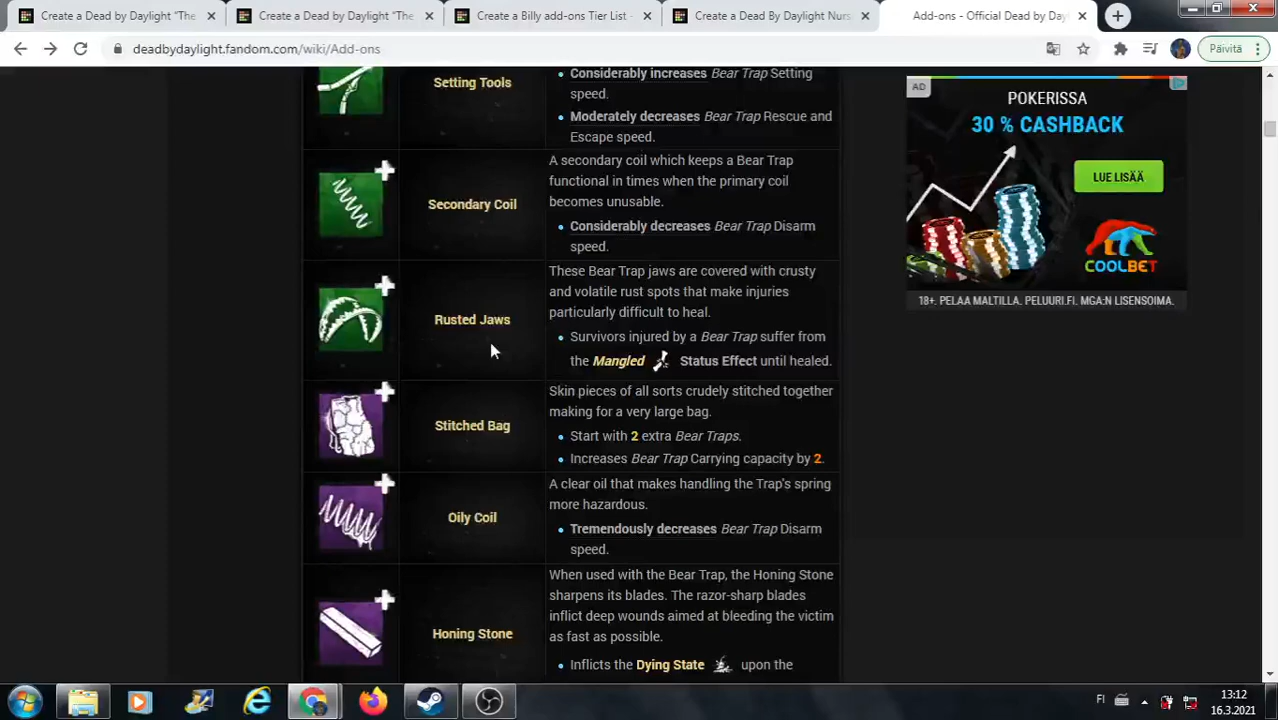 Create a Dead by Daylight "The
Create a Dead by Daylight "The
Create a Billy add-ons Tier List -
Create a Dead By Daylight Nurs
Add-ons - Official Dead by Day
deadbydaylight.fandom.com/wiki/Add-ons
Päivitä
Setting Tools
Considerably increases Bear Trap Setting
speed.
Moderately decreases Bear Trap Rescue and
Escape speed.
Secondary Coil
A secondary coil which keeps a Bear Trap
functional in times when the primary coil
becomes unusable.
Considerably decreases Bear Trap Disarm
speed.
Rusted Jaws
These Bear Trap jaws are covered with crusty
and volatile rust spots that make injuries
particularly difficult to heal.
Survivors injured by a Bear Trap suffer from
the Mangled Status Effect until healed.
Stitched Bag
Skin pieces of all sorts crudely stitched together
making for a very large bag.
Start with 2 extra Bear Traps.
Increases Bear Trap Carrying capacity by 2.
Oily Coil
A clear oil that makes handling the Trap's spring
more hazardous.
Tremendously decreases Bear Trap Disarm
speed.
Honing Stone
When used with the Bear Trap, the Honing Stone
sharpens its blades. The razor-sharp blades
inflict deep wounds aimed at bleeding the victim
as fast as possible.
Inflicts the Dying State upon the
AD
POKERISSA
30 % CASHBACK
LUE LISÄÄ
COOLBET
18+. PELAA MALTILLA. PELUURI.FI. MGA:N LISENSOIMA.
FI
13:12
16.3.2021